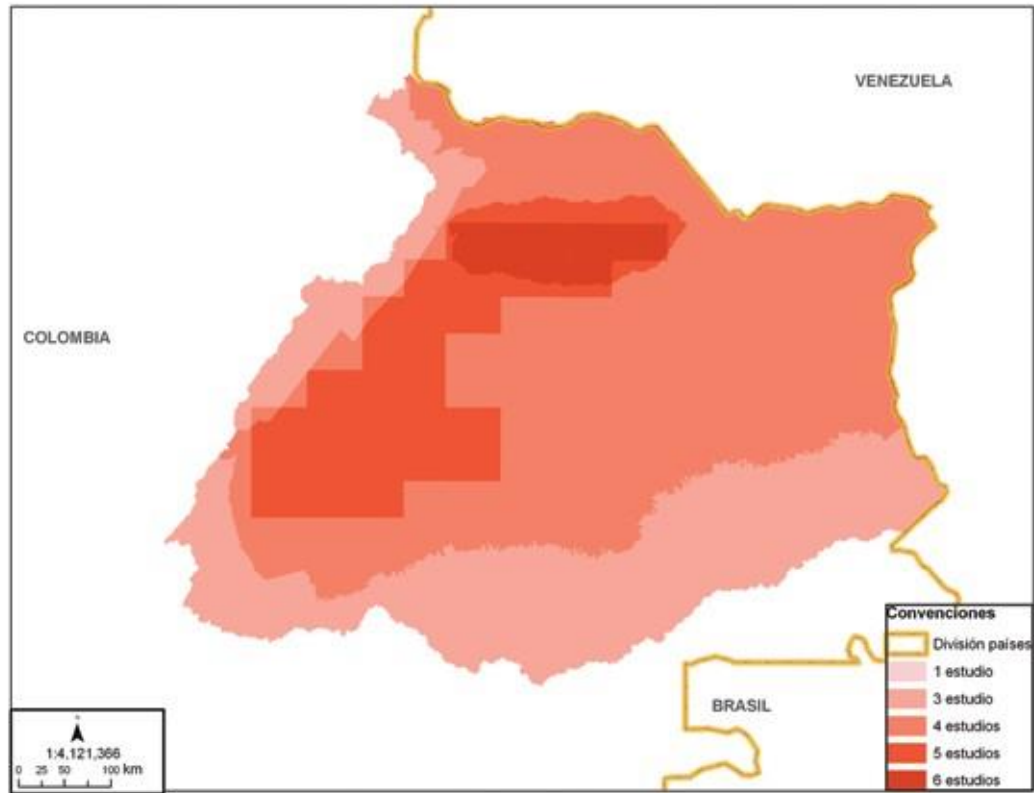 VENEZUELA
COLOMBIA
BRASIL
Convenciones
División países
1 estudio
3 estudio
4 estudios
5 estudios
6 estudios
1:4,121,366
0 25 50 100 km